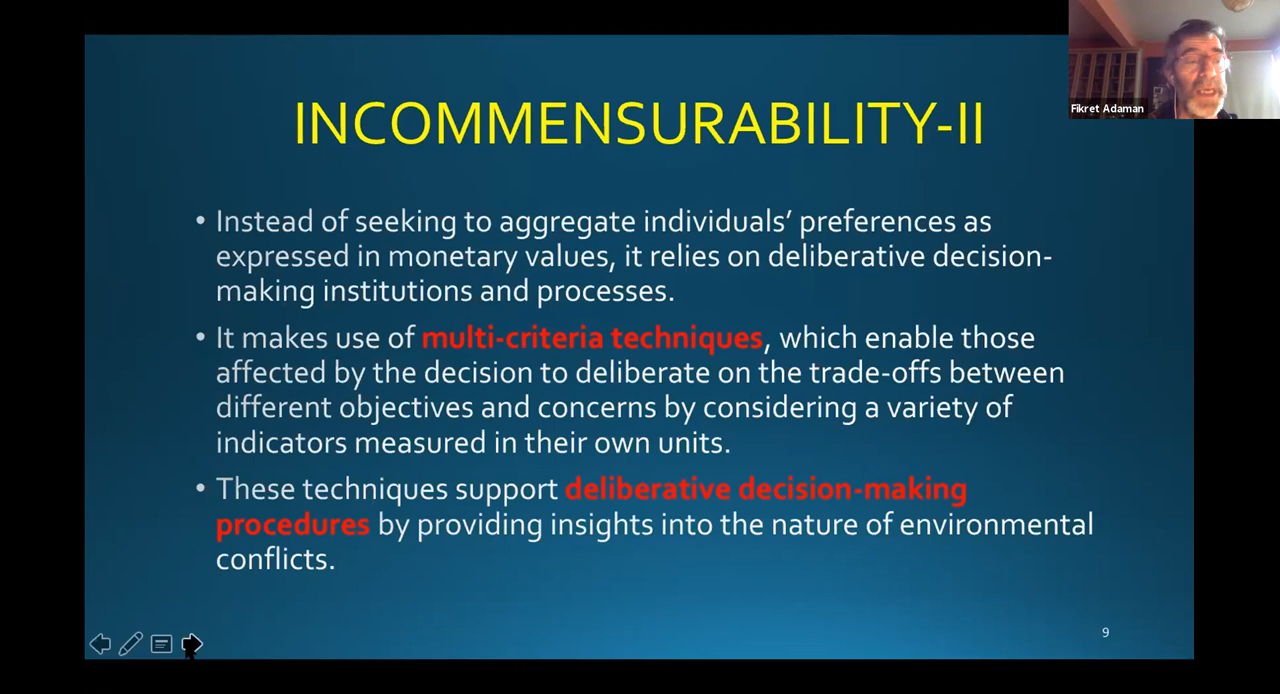 Fikret Adaman
INCOMMENSURABILITY-II
• Instead of seeking to aggregate individuals’ preferences as
expressed in monetary values, it relies on deliberative decision-
making institutions and processes.
• It makes use of multi-criteria techniques, which enable those
affected by the decision to deliberate on the trade-offs between
different objectives and concerns by considering a variety of
indicators measured in their own units.
• These techniques support deliberative decision-making
procedures by providing insights into the nature of environmental
conflicts.
9